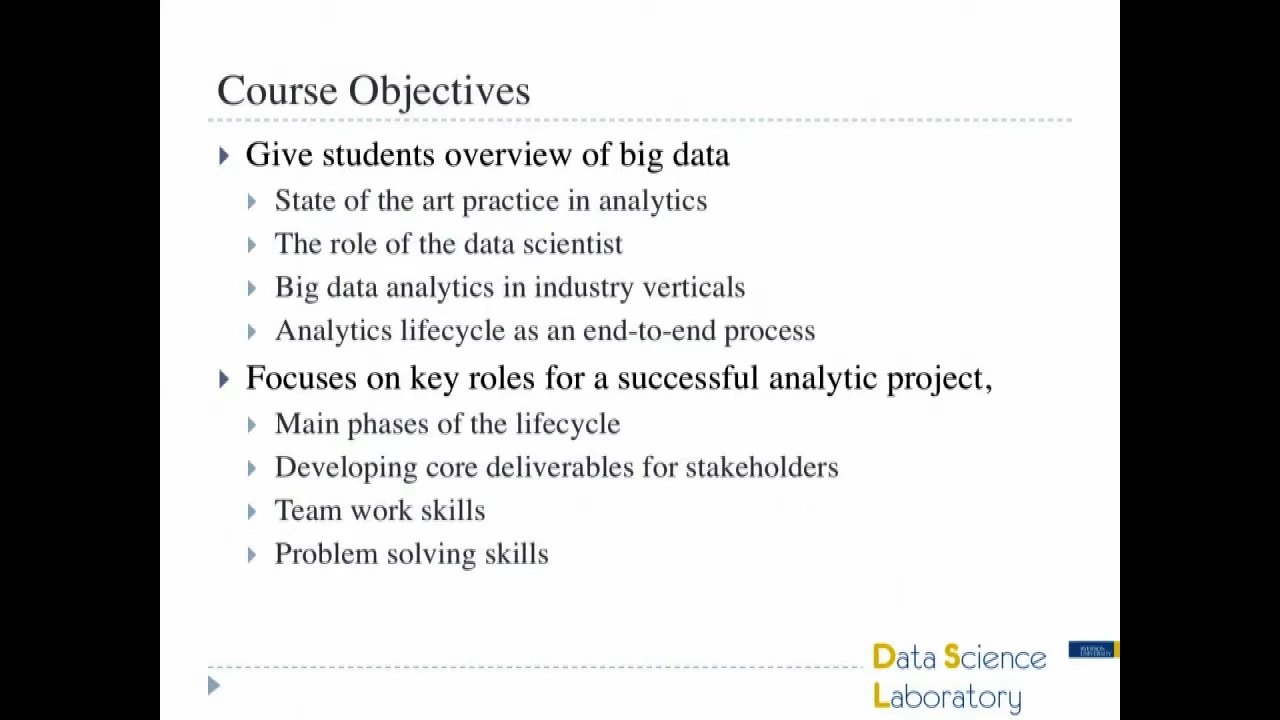 Course Objectives
Give students overview of big data
State of the art practice in analytics
The role of the data scientist
Big data analytics in industry verticals
Analytics lifecycle as an end-to-end process
Focuses on key roles for a successful analytic project,
Main phases of the lifecycle
Developing core deliverables for stakeholders
Team work skills
Problem solving skills
Data Science
Laboratory
RYERSON
UNIVERSITY